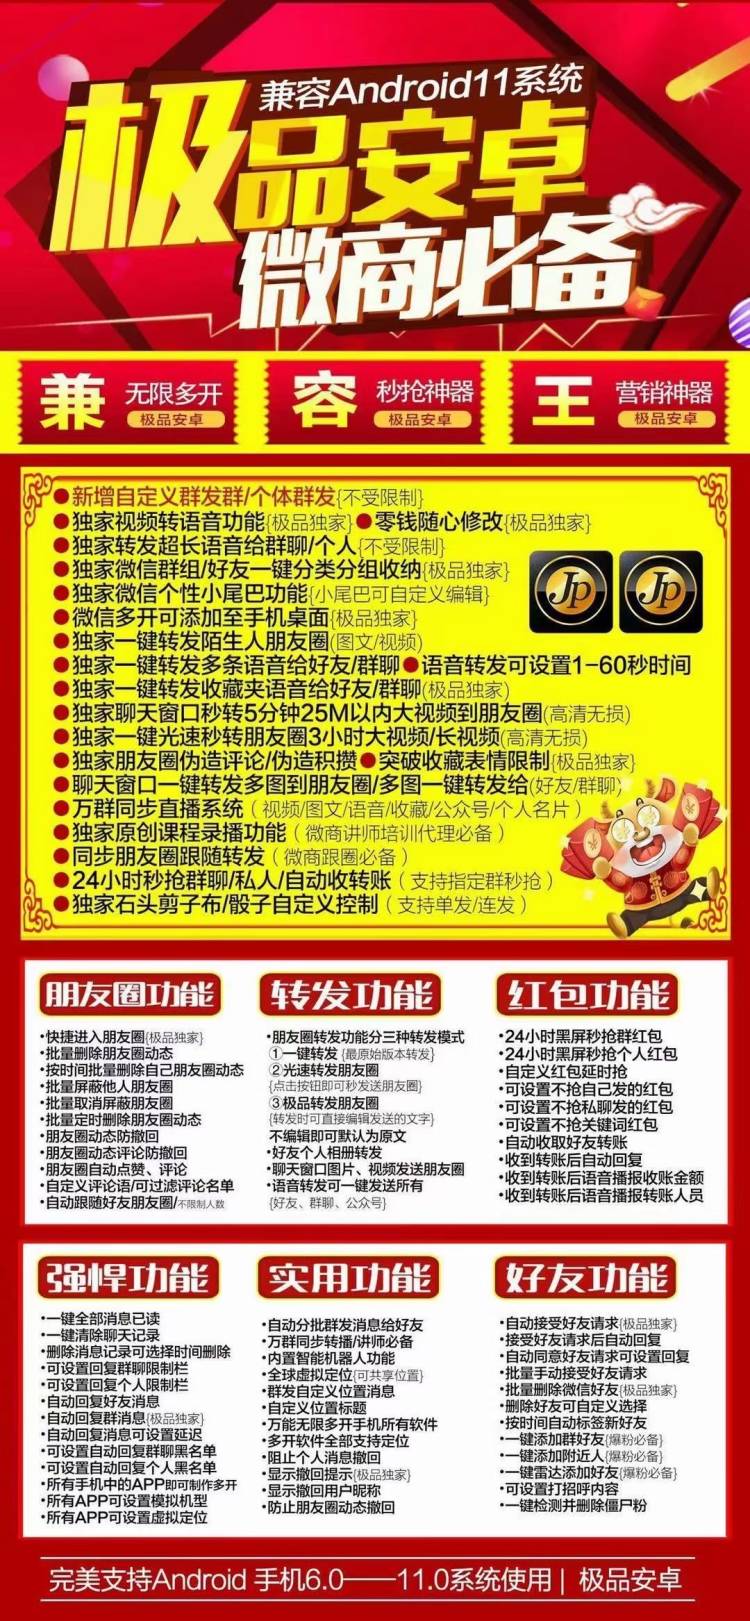 兼容Android11系统
极品安卓
微商必备
兼 无限多开 极品安卓
容 秒抢神器 极品安卓
王 营销神器 极品安卓
●新增自定义群发群/个体群发{不受限制}
●独家视频转语音功能{极品独家}●零钱随心修改{极品独家}
●独家转发超长语音给群聊/个人{不受限制}
●独家微信群组/好友一键分类分组收纳{极品独家}
●独家微信个性小尾巴功能{小尾巴可自定义编辑}
●微信多开可添加至手机桌面{极品独家}
●独家一键转发陌生人朋友圈(图文/视频)
●独家一键转发多条语音给好友/群聊●语音转发可设置1-60秒时间
●独家一键转发收藏夹语音给好友/群聊(极品独家)
●独家聊天窗口秒转5分钟25M以内大视频到朋友圈(高清无损)
●独家一键光速秒转朋友圈3小时大视频/长视频(高清无损)
●独家朋友圈伪造评论/伪造积攒●突破收藏表情限制{极品独家}
●聊天窗口一键转发多图到朋友圈/多图一键转发给(好友/群聊)
●万群同步直播系统（视频/图文/语音/收藏/公众号/个人名片）
●独家原创课程录播功能（微商讲师培训代理必备）
●同步朋友圈跟随转发（微商跟圈必备）
●24小时秒抢群聊/私人/自动收转账（支持指定群秒抢）
●独家石头剪子布/骰子自定义控制（支持单发/连发）
Jp
Jp
朋友圈功能
•快捷进入朋友圈{极品独家}
•批量删除朋友圈动态
•按时间批量删除自己朋友圈动态
•批量屏蔽他人朋友圈
•批量取消屏蔽朋友圈
•批量定时删除朋友圈动态
•朋友圈动态防撤回
•朋友圈动态评论防撤回
•朋友圈自动点赞、评论
•自定义评论语/可过滤评论名单
•自动跟随好友朋友圈/不限制人数
转发功能
•朋友圈转发功能分三种转发模式
①一键转发 {最原始版本转发}
②光速转发朋友圈
{点击按钮即可秒发送朋友圈}
③极品转发朋友圈
{转发时可直接编辑发送的文字}
不编辑即可默认为原文
•好友个人相册转发
•聊天窗口图片、视频发送朋友圈
•语音转发可一键发送所有
{好友、群聊、公众号}
红包功能
•24小时黑屏秒抢群红包
•24小时黑屏秒抢个人红包
•自定义红包延时抢
•可设置不抢自己发的红包
•可设置不抢私聊发的红包
•可设置不抢关键词红包
•自动收取好友转账
•收到转账后自动回复
•收到转账后语音播报收账金额
•收到转账后语音播报转账人员
强悍功能
•一键全部消息已读
•一键清除聊天记录
•删除消息记录可选择时间删除
•可设置回复群聊限制栏
•可设置回复个人限制栏
•自动回复好友消息
•自动回复群消息{极品独家}
•自动回复消息可设置延迟
•可设置自动回复群聊黑名单
•可设置自动回复个人黑名单
•所有手机中的APP即可制作多开
•所有APP可设置模拟机型
•所有APP可设置虚拟定位
实用功能
•自动分批群发消息给好友
•万群同步转播/讲师必备
•内置智能机器人功能
•全球虚拟定位{可共享位置}
•群发自定义位置消息
•自定义位置标题
•万能无限多开手机所有软件
•多开软件全部支持定位
•阻止个人消息撤回
•显示撤回提示{极品独家}
•显示撤回用户昵称
•防止朋友圈动态撤回
好友功能
•自动接受好友请求{极品独家}
•接受好友请求后自动回复
•自动同意好友请求可设置回复
•批量手动接受好友请求
•批量删除微信好友{极品独家}
•删除好友可自定义选择
•按时间自动标签新好友
•一键添加群好友{爆粉必备}
•一键添加附近人{爆粉必备}
•一键雷达添加好友{爆粉必备}
•可设置打招呼内容
•一键检测并删除僵尸粉
完美支持Android 手机6.0——11.0系统使用 | 极品安卓